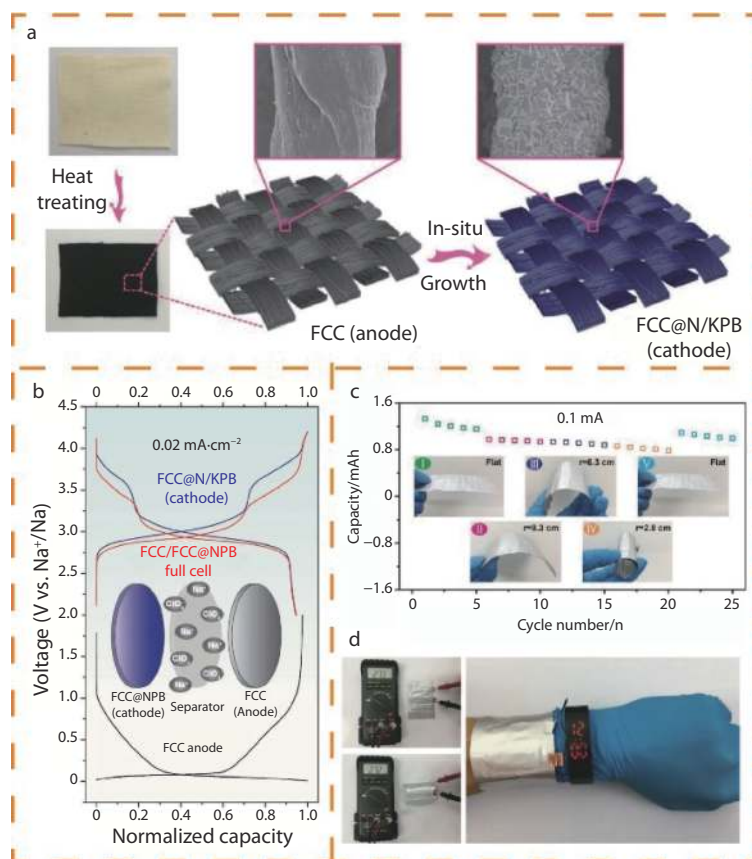 a
Heat
treating
In-situ
Growth
FCC (anode)
FCC@N/KPB
(cathode)
b
0 0.2 0.4 0.6 0.8 1.0
4.5
4.0
3.5
3.0
2.5
2.0
1.5
1.0
0.5
0
Voltage (V vs. Na⁺/Na)
0.02 mA·cm⁻²
FCC@N/KPB
(cathode)
FCC/FCC@NPB
full cell
Na⁺
FCC@NPB
(cathode)
Separator
FCC
(Anode)
FCC anode
0 0.2 0.4 0.6 0.8 1.0
Normalized capacity
c
1.6
0.8
0
−0.8
−1.6
Capacity/mAh
0.1 mA
I Flat
III r=6.3 cm
V Flat
II r=9.3 cm
IV r=2.8 cm
0 5 10 15 20 25
Cycle number/n
d